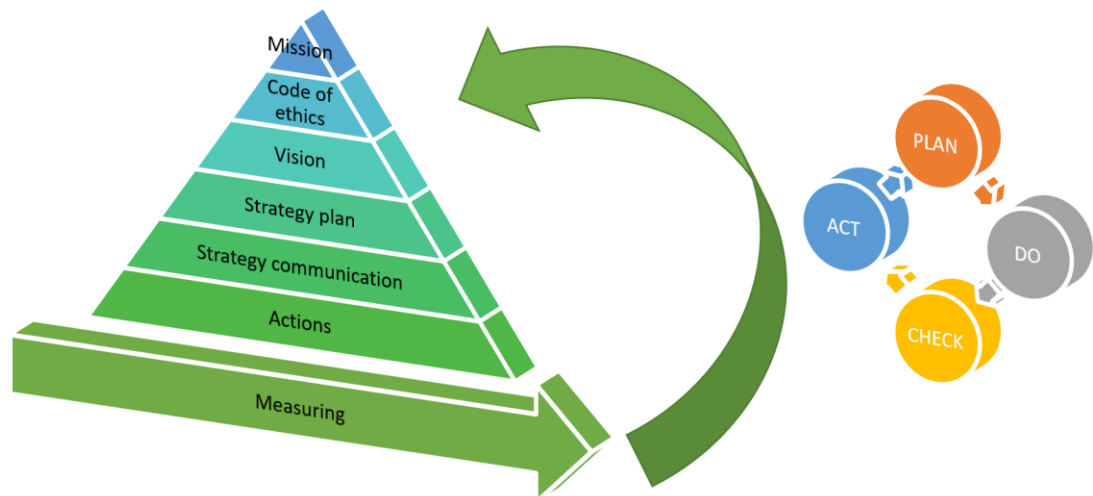 Mission
Code of
ethics
Vision
Strategy plan
Strategy communication
Actions
Measuring
PLAN
DO
CHECK
ACT